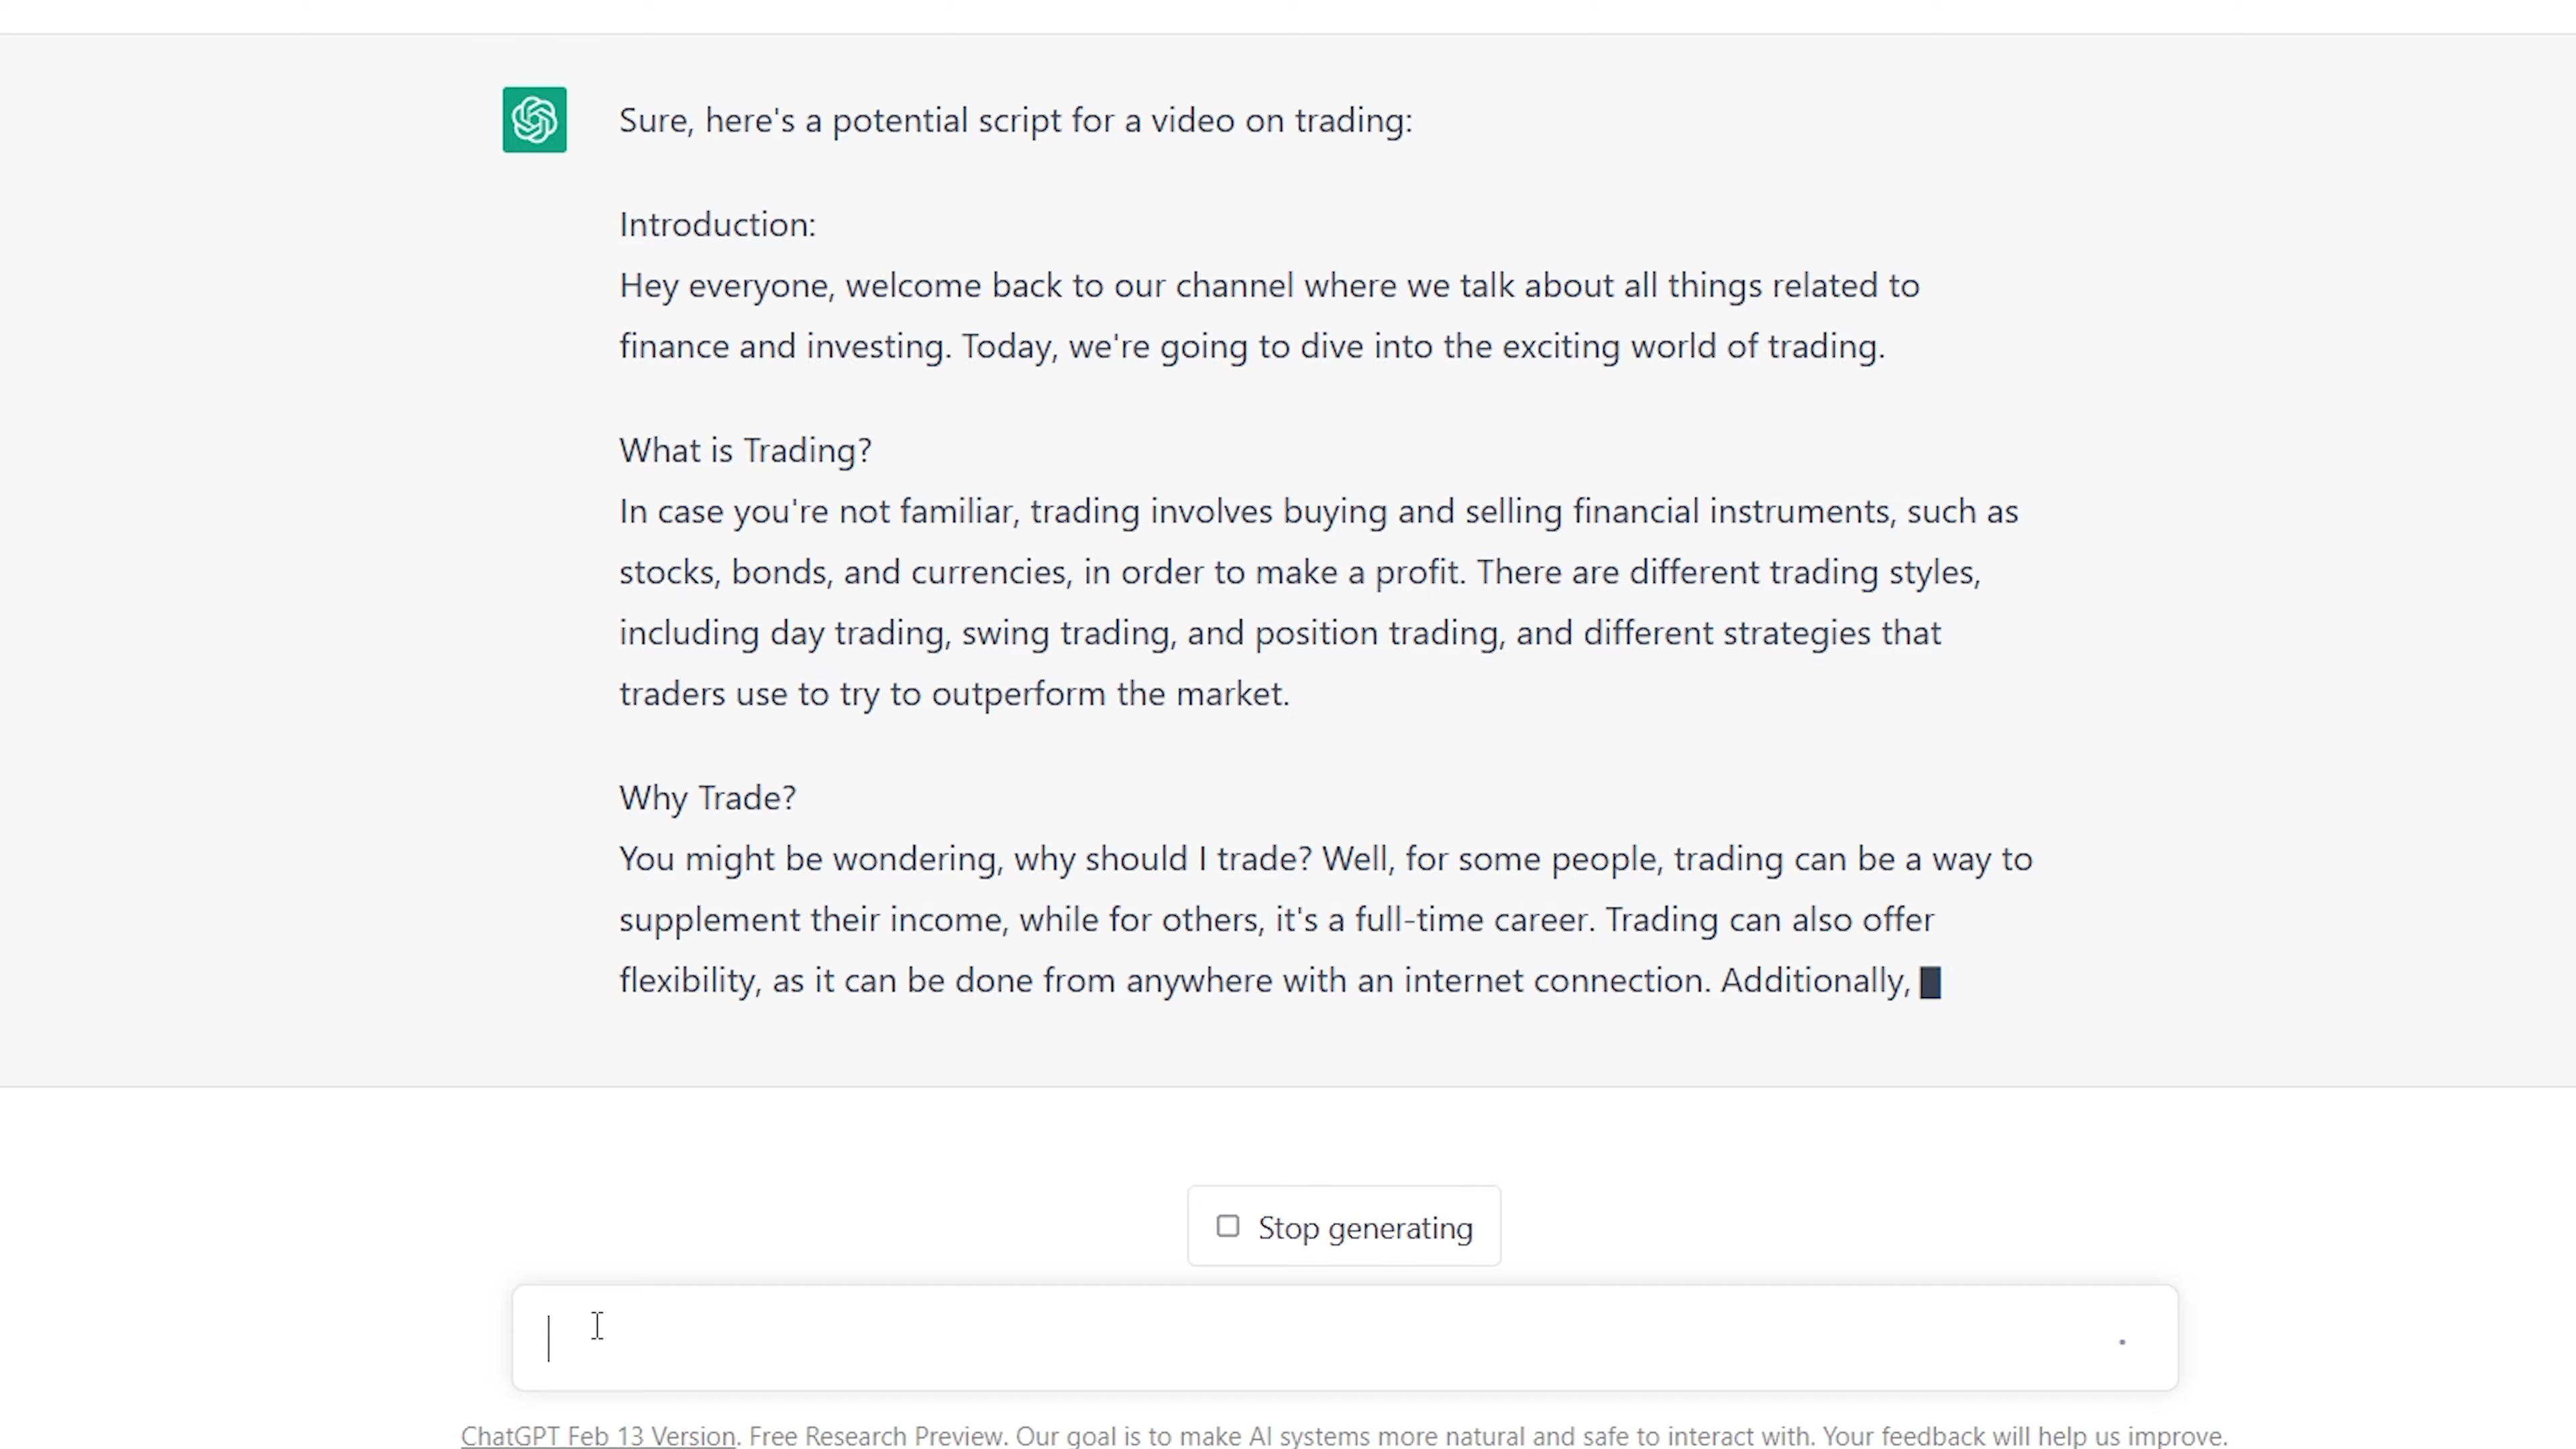 Sure, here's a potential script for a video on trading:
Introduction:
Hey everyone, welcome back to our channel where we talk about all things related to
finance and investing. Today, we're going to dive into the exciting world of trading.
What is Trading?
In case you're not familiar, trading involves buying and selling financial instruments, such as
stocks, bonds, and currencies, in order to make a profit. There are different trading styles,
including day trading, swing trading, and position trading, and different strategies that
traders use to try to outperform the market.
Why Trade?
You might be wondering, why should I trade? Well, for some people, trading can be a way to
supplement their income, while for others, it's a full-time career. Trading can also offer
flexibility, as it can be done from anywhere with an internet connection. Additionally,
Stop generating
ChatGPT Feb 13 Version. Free Research Preview. Our goal is to make AI systems more natural and safe to interact with. Your feedback will help us improve.